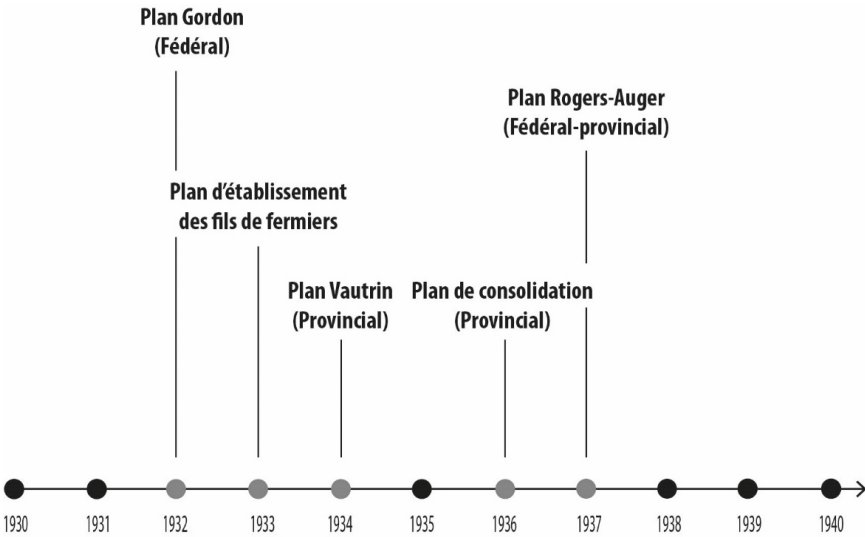 Plan Gordon
(Fédéral)
Plan Rogers-Auger
(Fédéral-provincial)
Plan d'établissement
des fils de fermiers
Plan Vautrin
(Provincial)
Plan de consolidation
(Provincial)
1930 1931 1932 1933 1934 1935 1936 1937 1938 1939 1940